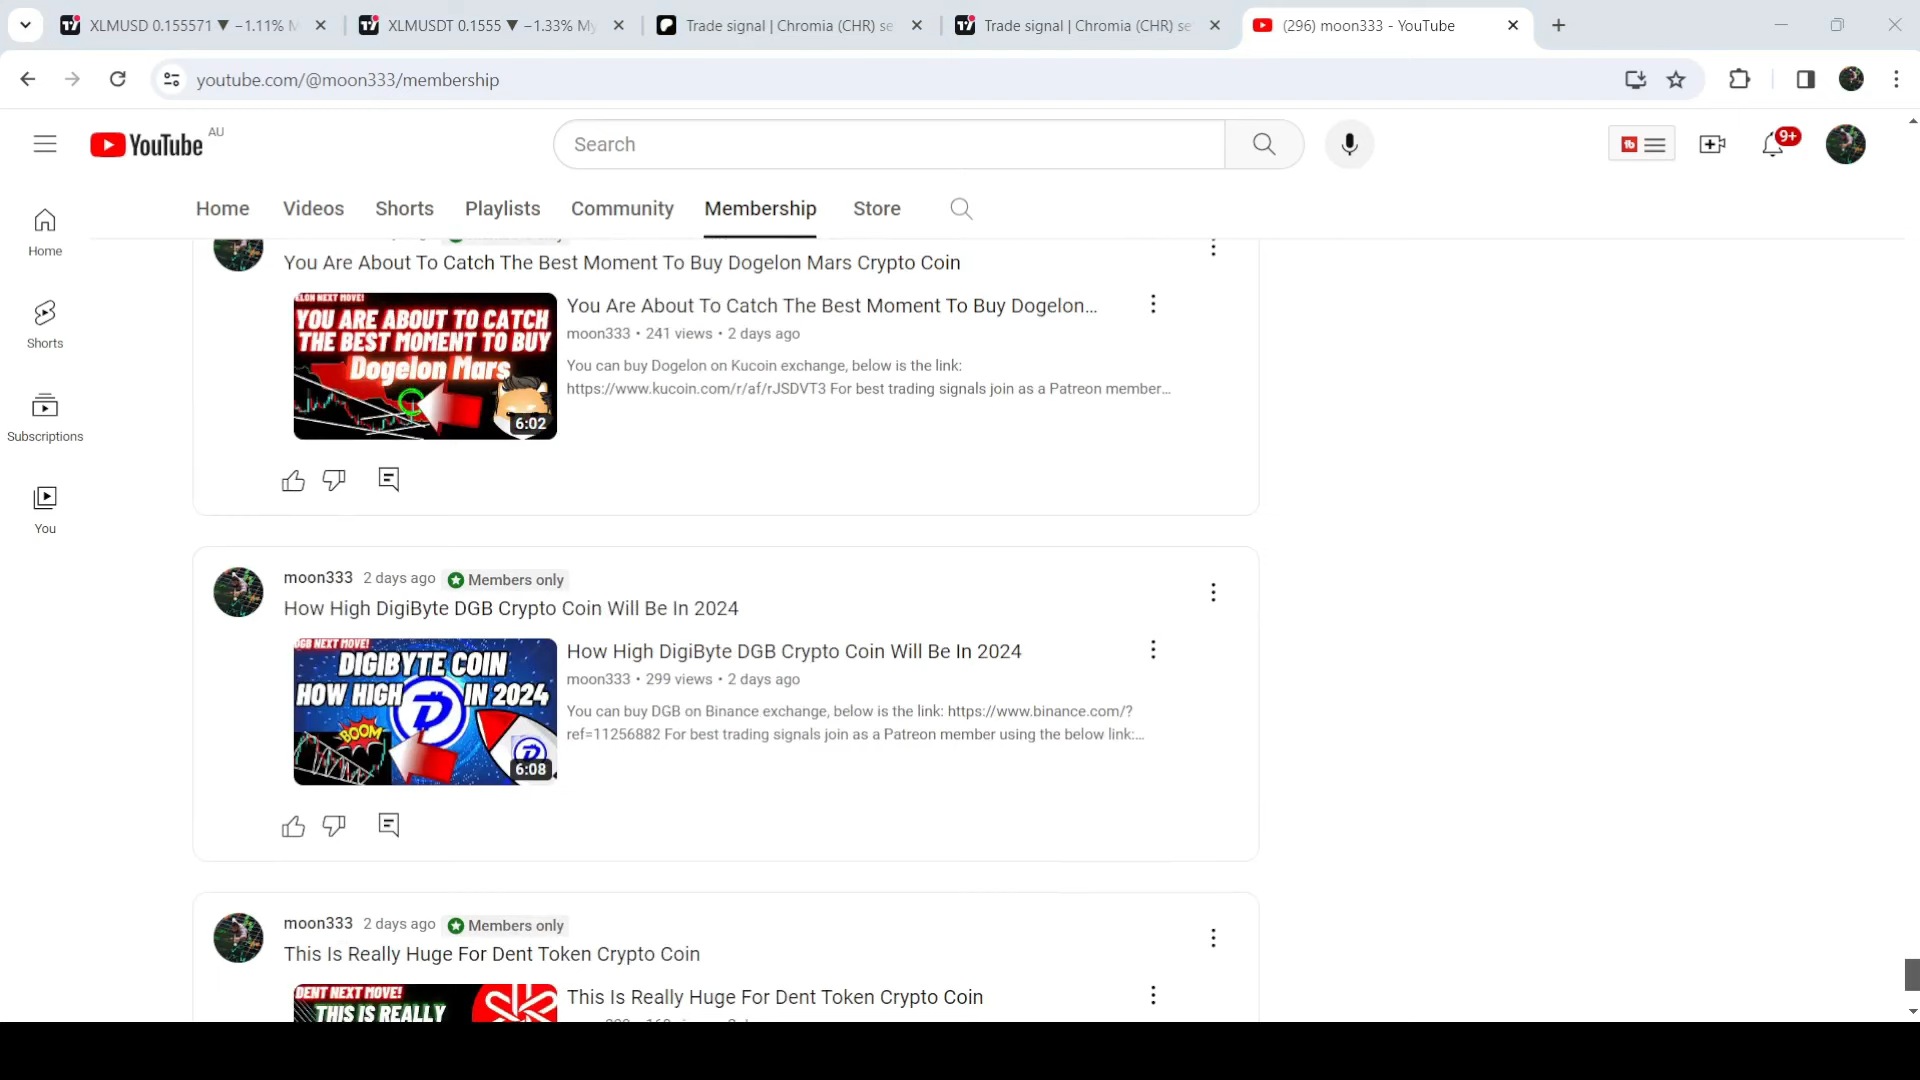 XLMUSD 0.155571 ▼ −1.11% M
XLMUSDT 0.1555 ▼ −1.33% My
Trade signal | Chromia (CHR) se
Trade signal | Chromia (CHR) se
(296) moon333 - YouTube
youtube.com/@moon333/membership
YouTube AU
Search
9+
Home
Videos
Shorts
Playlists
Community
Membership
Store
Home
Shorts
Subscriptions
You
You Are About To Catch The Best Moment To Buy Dogelon Mars Crypto Coin
ELON NEXT MOVE!
YOU ARE ABOUT TO CATCH
THE BEST MOMENT TO BUY
Dogelon Mars
6:02
You Are About To Catch The Best Moment To Buy Dogelon...
moon333 • 241 views • 2 days ago
You can buy Dogelon on Kucoin exchange, below is the link:
https://www.kucoin.com/r/af/rJSDVT3 For best trading signals join as a Patreon member...
moon333 2 days ago Members only
How High DigiByte DGB Crypto Coin Will Be In 2024
DGB NEXT MOVE!
DIGIBYTE COIN
HOW HIGH IN 2024
BOOM
6:08
How High DigiByte DGB Crypto Coin Will Be In 2024
moon333 • 299 views • 2 days ago
You can buy DGB on Binance exchange, below is the link: https://www.binance.com/?
ref=11256882 For best trading signals join as a Patreon member using the below link:...
moon333 2 days ago Members only
This Is Really Huge For Dent Token Crypto Coin
DENT NEXT MOVE!
THIS IS REALLY
This Is Really Huge For Dent Token Crypto Coin